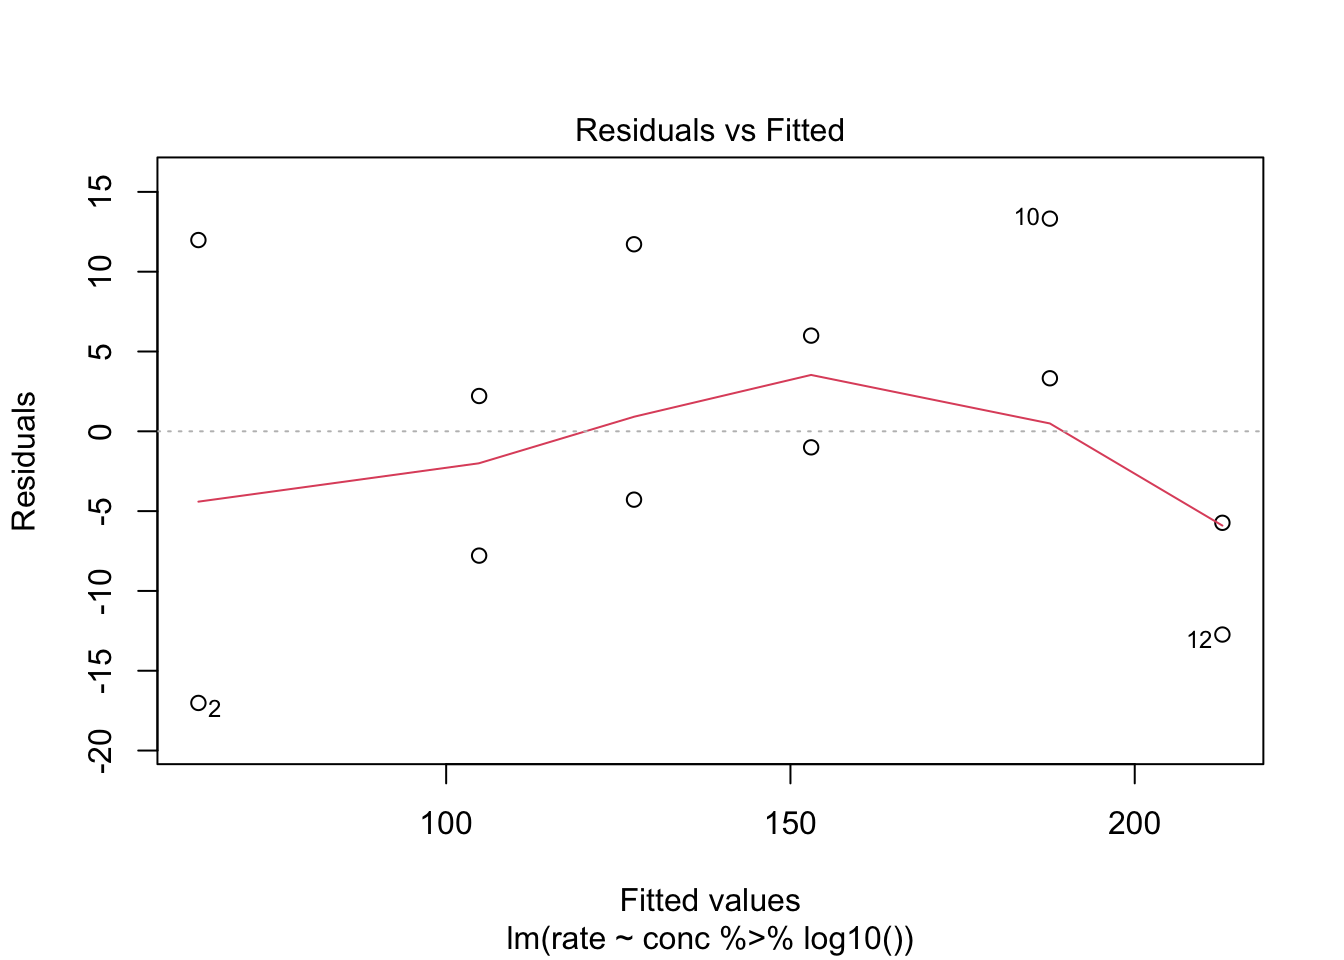 Residuals vs Fitted
15
10
5
0
-5
-10
-15
-20
Residuals
10
12
2
100 150 200
Fitted values
lm(rate ~ conc %>% log10())